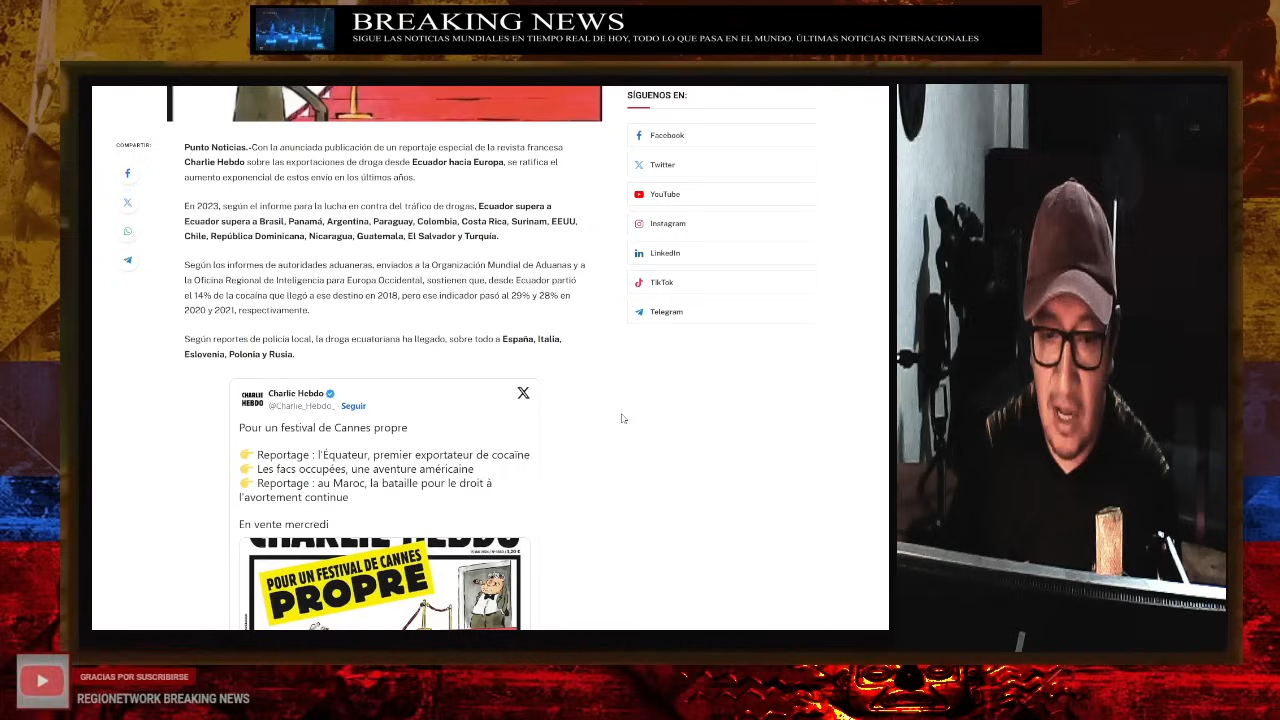 BREAKING NEWS
SIGUE LAS NOTICIAS MUNDIALES EN TIEMPO REAL DE HOY, TODO LO QUE PASA EN EL MUNDO. ÚLTIMAS NOTICIAS INTERNACIONALES
SÍGUENOS EN:
Facebook
Twitter
YouTube
Instagram
LinkedIn
TikTok
Telegram
COMPARTIR:
Punto Noticias.-Con la anunciada publicación de un reportaje especial de la revista francesa
Charlie Hebdo sobre las exportaciones de droga desde Ecuador hacia Europa, se ratifica el
aumento exponencial de estos envío en los últimos años.
En 2023, según el informe para la lucha en contra del tráfico de drogas, Ecuador supera a
Ecuador supera a Brasil, Panamá, Argentina, Paraguay, Colombia, Costa Rica, Surinam, EEUU,
Chile, República Dominicana, Nicaragua, Guatemala, El Salvador y Turquía.
Según los informes de autoridades aduaneras, enviados a la Organización Mundial de Aduanas y a
la Oficina Regional de Inteligencia para Europa Occidental, sostienen que, desde Ecuador partió
el 14% de la cocaína que llegó a ese destino en 2018, pero ese indicador pasó al 29% y 28% en
2020 y 2021, respectivamente.
Según reportes de policía local, la droga ecuatoriana ha llegado, sobre todo a España, Italia,
Eslovenia, Polonia y Rusia.
CHARLIE HEBDO
Charlie Hebdo
@Charlie_Hebdo_ · Seguir
Pour un festival de Cannes propre
👉 Reportage : l'Équateur, premier exportateur de cocaïne
👉 Les facs occupées, une aventure américaine
👉 Reportage : au Maroc, la bataille pour le droit à
l'avortement continue
En vente mercredi
CHARLIE HEBDO
POUR UN FESTIVAL DE CANNES
PROPRE
GRACIAS POR SUSCRIBIRSE
REGIONETWORK BREAKING NEWS